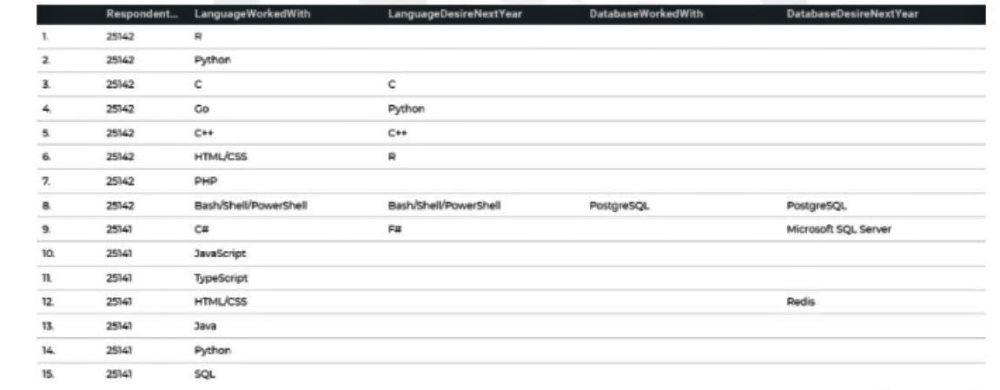 Respondent... LanguageWorkedWith LanguageDesireNextYear DatabaseWorkedWith DatabaseDesireNextYear
1. 25142 R
2. 25142 Python
3. 25142 C C
4. 25142 Go Python
5. 25142 C++ C++
6. 25142 HTML/CSS R
7. 25142 PHP
8. 25142 Bash/Shell/PowerShell Bash/Shell/PowerShell PostgreSQL PostgreSQL
9. 25141 C# F# Microsoft SQL Server
10. 25141 JavaScript
11. 25141 TypeScript
12. 25141 HTML/CSS Redis
13. 25141 Java
14. 25141 Python
15. 25141 SQL